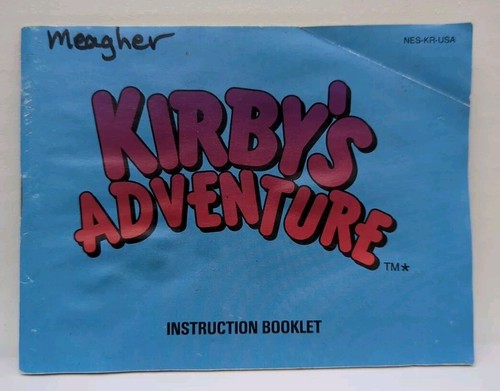 Meagher
NES-KR-USA
KIRBY'S
ADVENTURE
TM*
INSTRUCTION BOOKLET